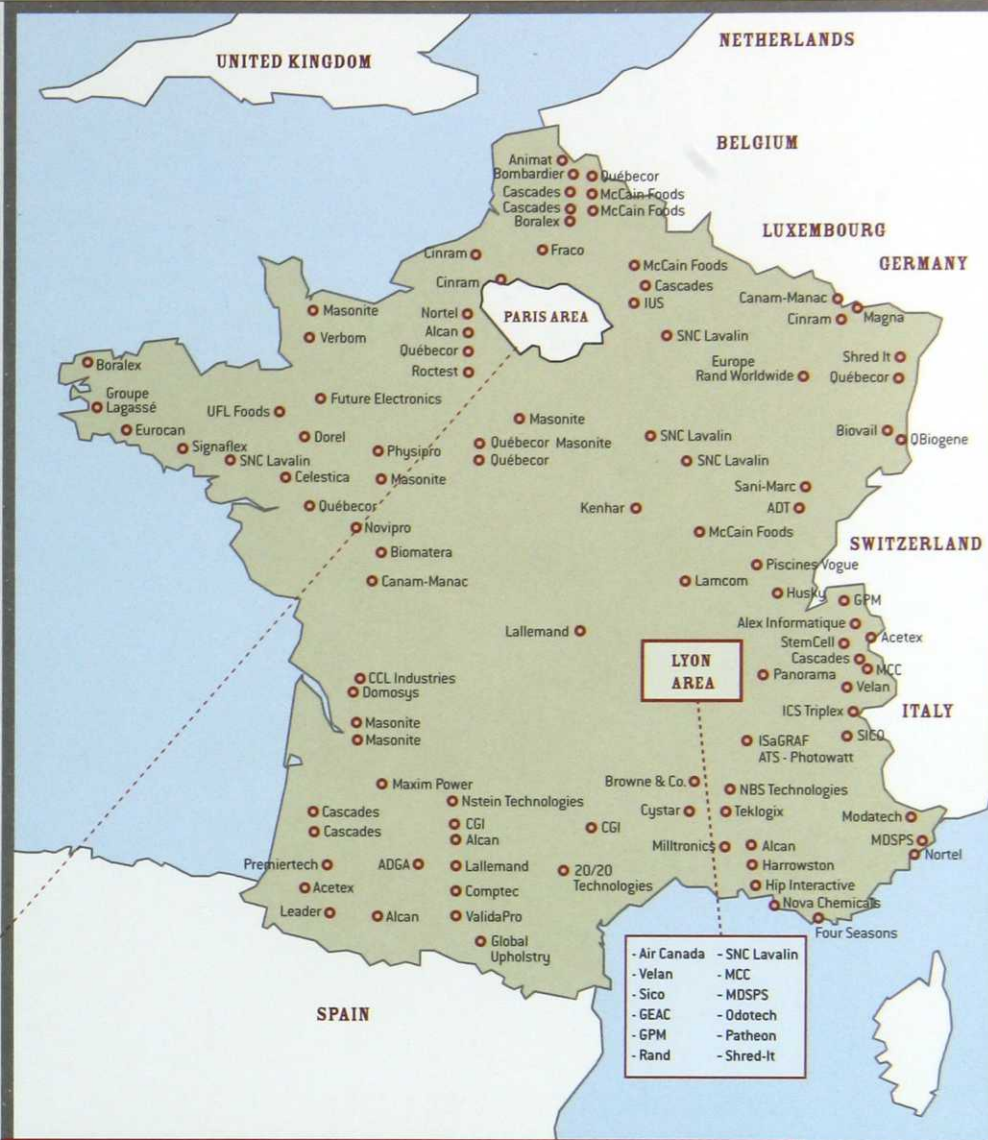 NETHERLANDS
UNITED KINGDOM
BELGIUM
LUXEMBOURG
GERMANY
Animat
Bombardier
Québecor
Cascades
McCain Foods
Cascades
McCain Foods
Boralex
Fraco
Cinram
Cinram
McCain Foods
Cascades
IUS
Canam-Manac
Magna
Cinram
Masonite
Verbom
Nortel
Alcan
Québecor
Roctest
PARIS AREA
SNC Lavalin
Europe
Rand Worldwide
Shred It
Québecor
Boralex
Groupe
Lagassé
Eurocan
Signaflex
SNC Lavalin
UFL Foods
Future Electronics
Dorel
Celestica
Physipro
Masonite
Masonite
Québecor Masonite
Québecor
SNC Lavalin
SNC Lavalin
Biovail
QBiogene
Sani-Marc
ADT
Québecor
Novipro
Biomatera
Canam-Manac
Kenhar
McCain Foods
SWITZERLAND
Piscines Vogue
Lamcom
Husky
GPM
Alex Informatique
Acetex
StemCell
Cascades
MCC
Panorama
Velan
Lallemand
LYON
AREA
ICS Triplex
ITALY
SICO
ISaGRAF
ATS - Photowatt
CCL Industries
Domosys
Masonite
Masonite
Maxim Power
Browne & Co.
NBS Technologies
Nstein Technologies
Cystar
Teklogix
Modatech
Cascades
Cascades
CGI
Alcan
CGI
Milltronics
Alcan
MDSPS
Nortel
Premiertech
ADGA
Lallemand
20/20
Technologies
Harrowston
Acetex
Comptec
Hip Interactive
Nova Chemicals
Leader
Alcan
ValidaPro
Four Seasons
Global
Upholstry
SPAIN
- Air Canada
- Velan
- Sico
- GEAC
- GPM
- Rand
- SNC Lavalin
- MCC
- MDSPS
- Odotech
- Patheon
- Shred-It